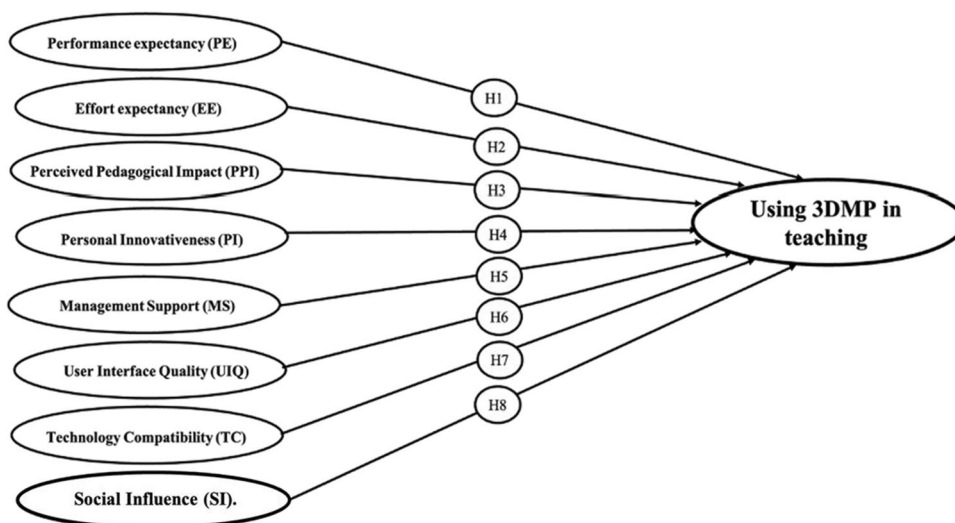 Performance expectancy (PE)
H1
Effort expectancy (EE)
H2
Perceived Pedagogical Impact (PPI)
H3
Using 3DMP in
teaching
Personal Innovativeness (PI)
H4
Management Support (MS)
H5
User Interface Quality (UIQ)
H6
Technology Compatibility (TC)
H7
Social Influence (SI).
H8